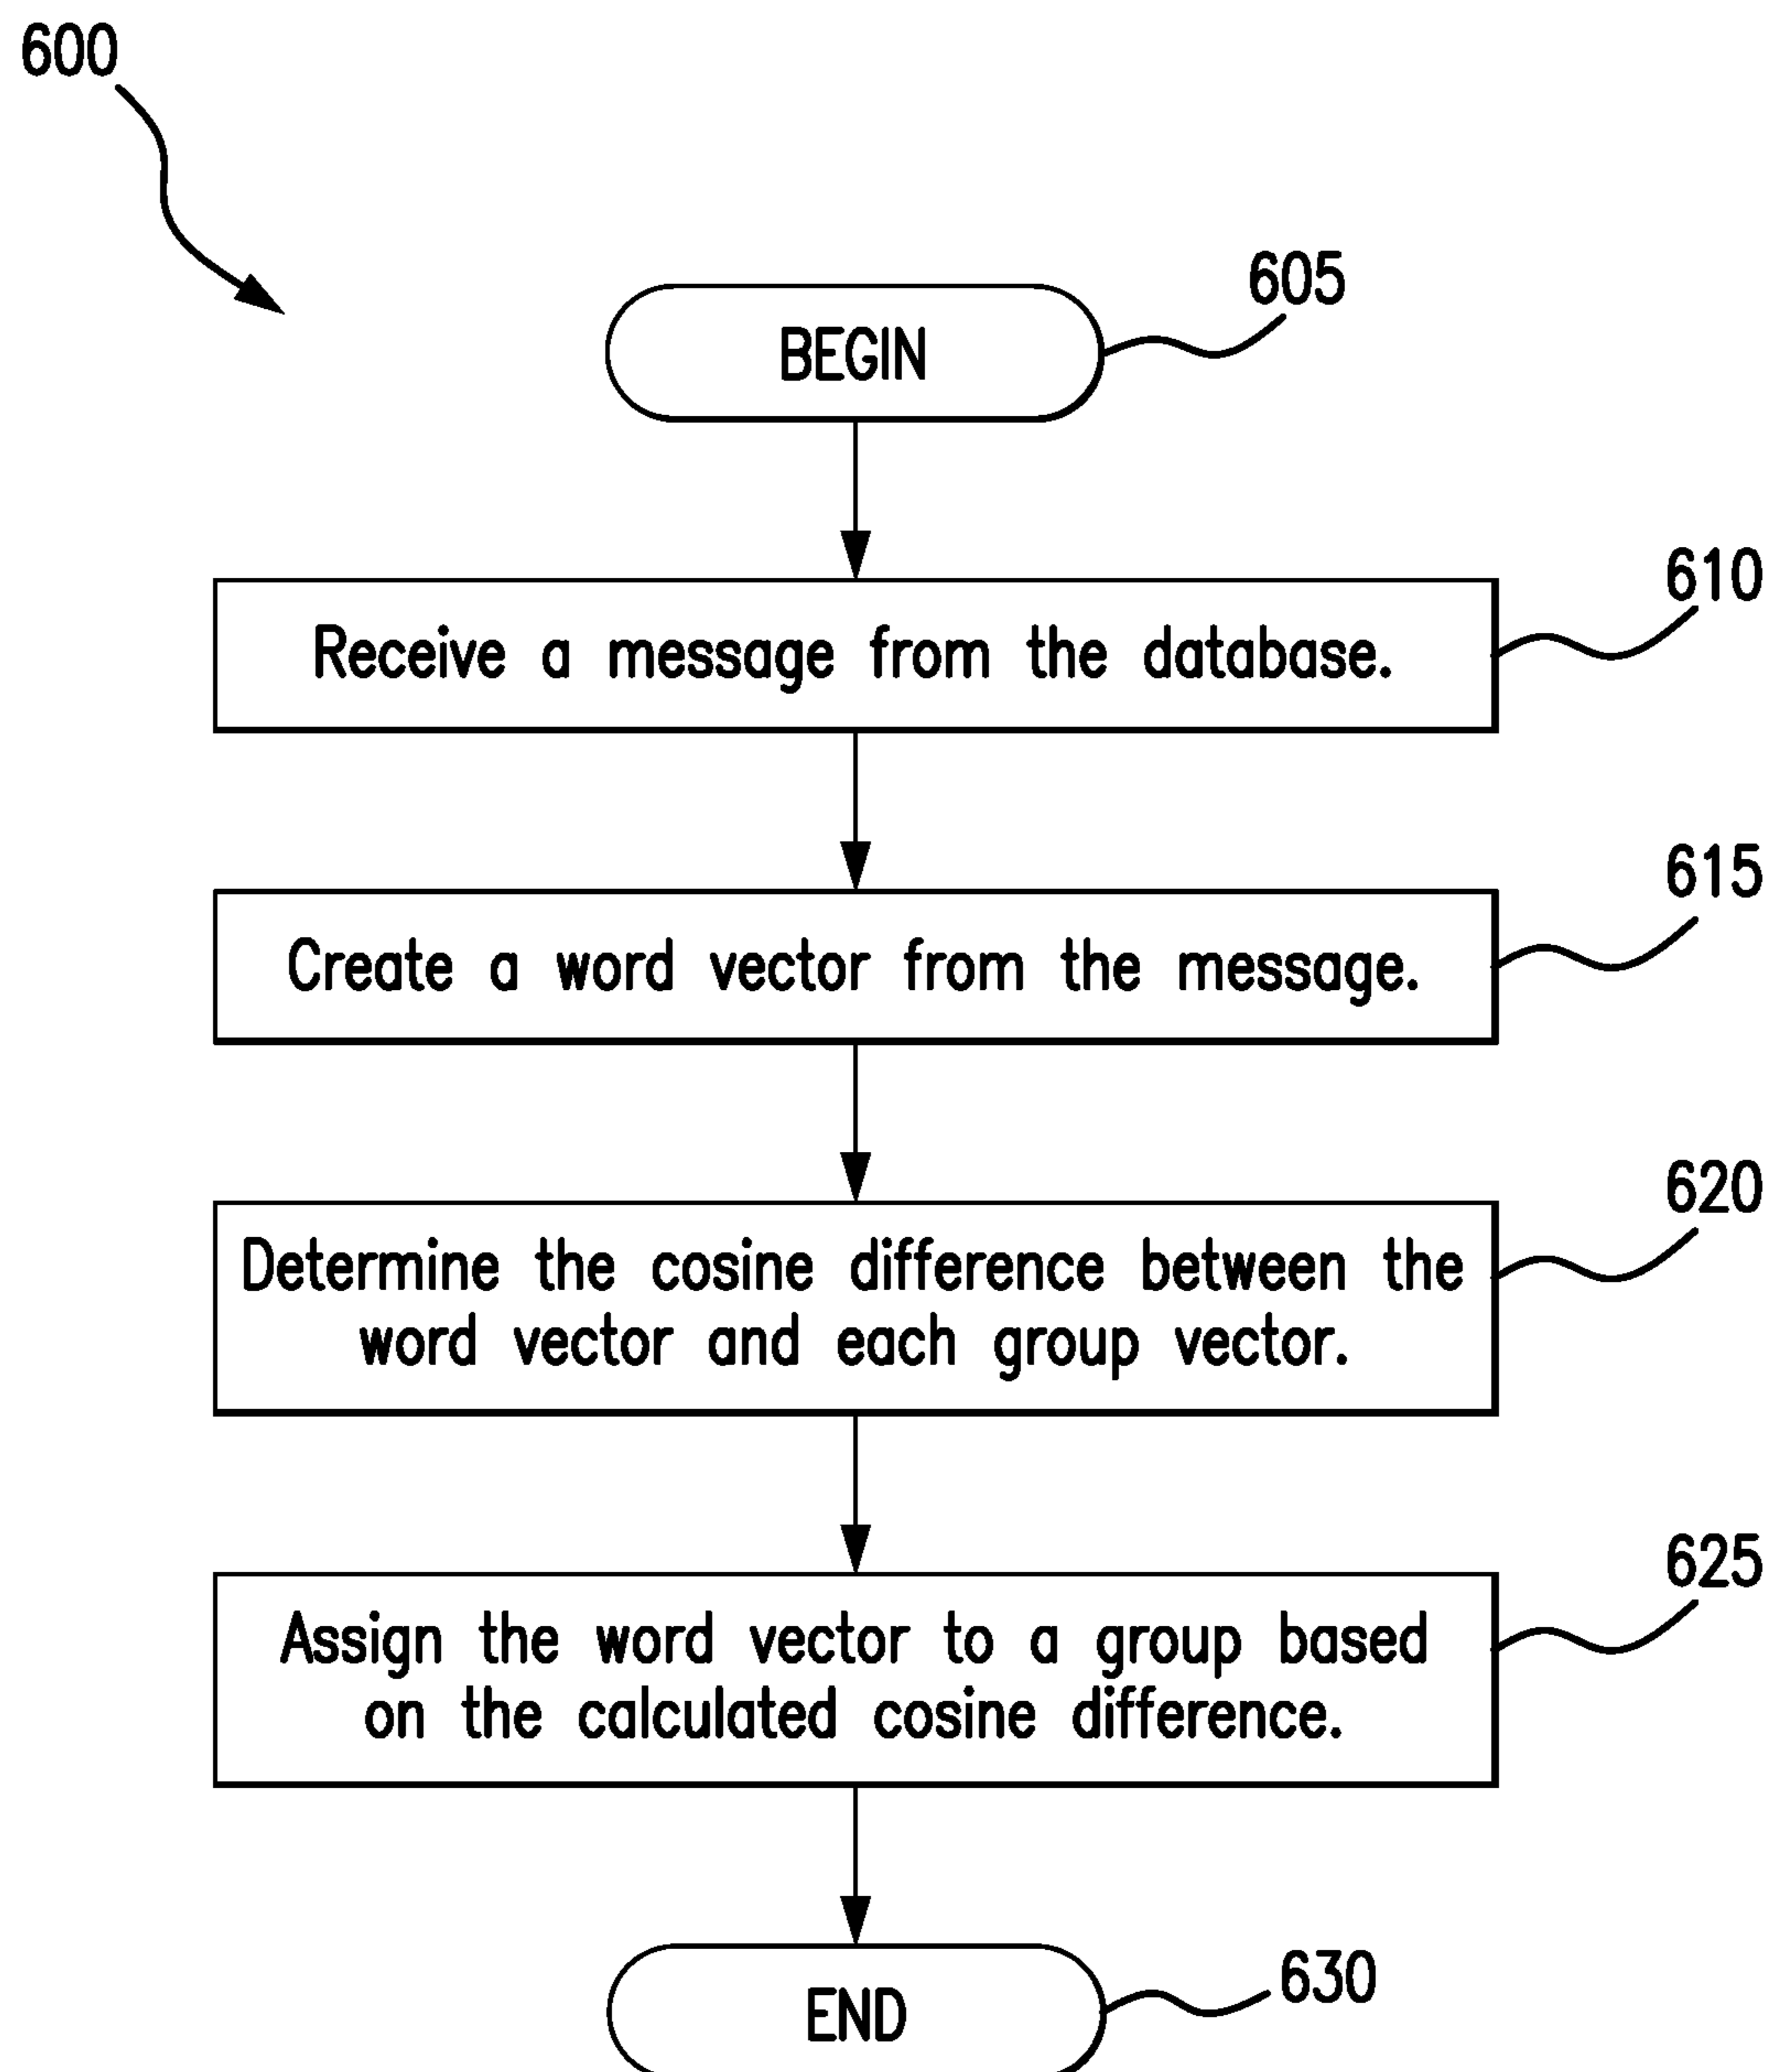 600
605
BEGIN
610
Receive a message from the database.
615
Create a word vector from the message.
620
Determine the cosine difference between the
word vector and each group vector.
625
Assign the word vector to a group based
on the calculated cosine difference.
630
END